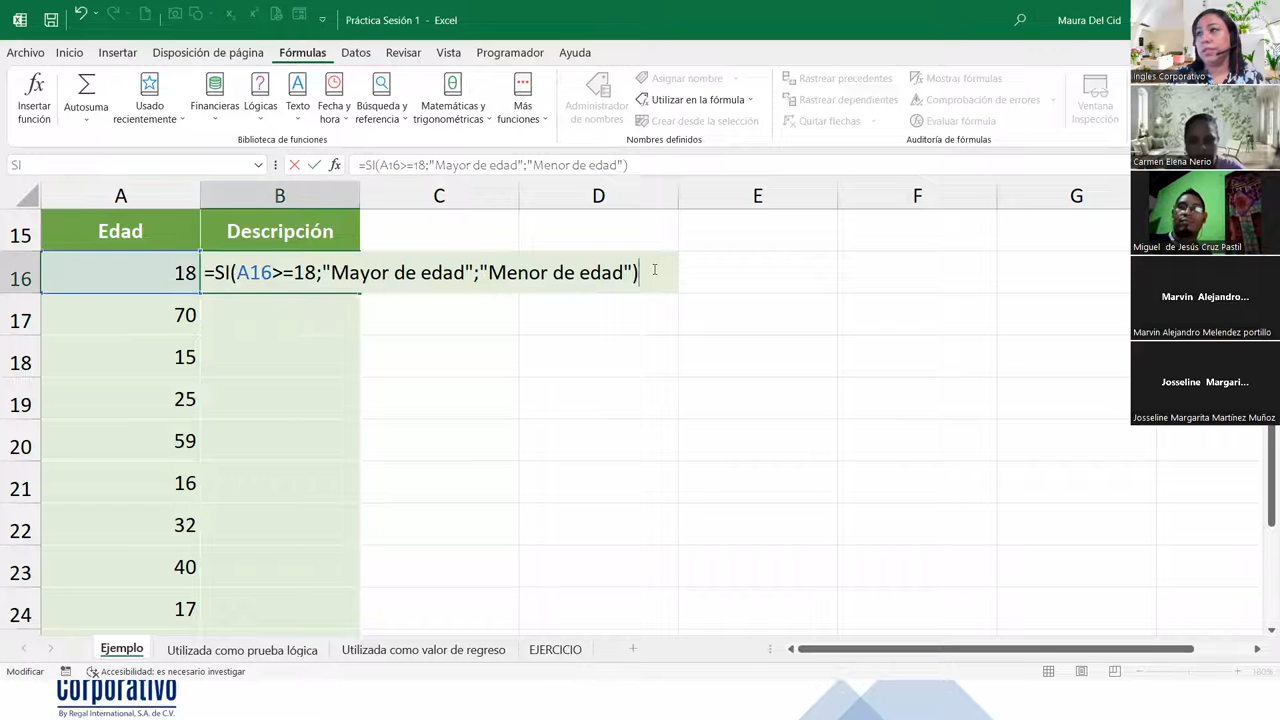 Práctica Sesión 1 - Excel
Maura Del Cid
Archivo Inicio Insertar Disposición de página Fórmulas Datos Revisar Vista Programador Ayuda
Insertar función
Autosuma
Usado recientemente
Financieras
Lógicas
Texto
Fecha y hora
Búsqueda y referencia
Matemáticas y trigonométricas
Más funciones
Biblioteca de funciones
Administrador de nombres
Asignar nombre
Utilizar en la fórmula
Crear desde la selección
Nombres definidos
Rastrear precedentes
Rastrear dependientes
Quitar flechas
Mostrar fórmulas
Comprobación de errores
Evaluar fórmula
Auditoría de fórmulas
Ventana Inspección
SI
fx
=SI(A16>=18;"Mayor de edad";"Menor de edad")
A B C D E F G
15 Edad Descripción
16 18 =SI(A16>=18;"Mayor de edad";"Menor de edad")
17 70
18 15
19 25
20 59
21 16
22 32
23 40
24 17
Ejemplo Utilizada como prueba lógica Utilizada como valor de regreso EJERCICIO
Modificar
Accesibilidad: es necesario investigar
160%
Corporativo
By Regal International, S.A. de C.V.
Ingles Corporativo
Carmen Elena Nerio
Miguel de Jesús Cruz Pastil
Marvin Alejandro...
Marvin Alejandro Melendez portillo
Josseline Margari...
Josseline Margarita Martínez Muñoz